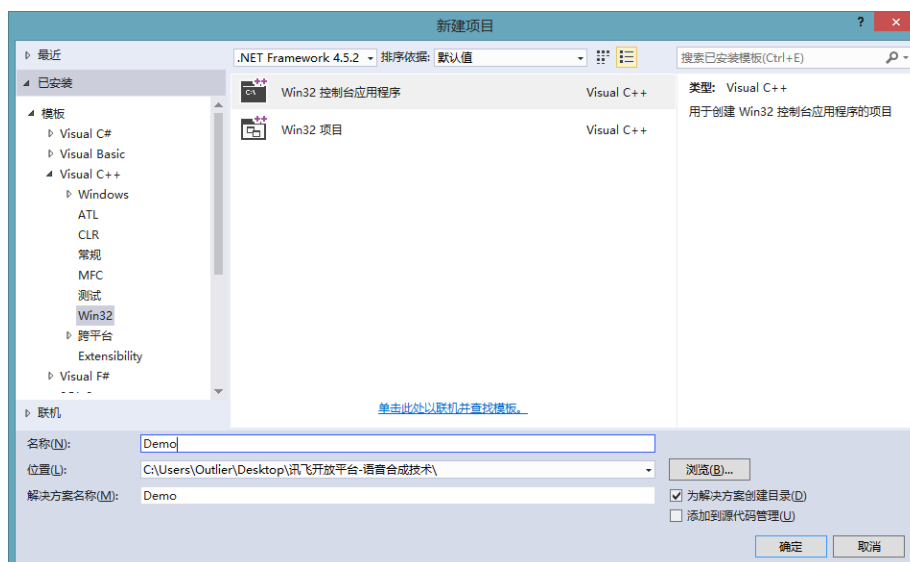 新建项目
?
最近
.NET Framework 4.5.2 排序依据: 默认值
搜索已安装模板(Ctrl+E)
已安装
模板
Visual C#
Visual Basic
Visual C++
Windows
ATL
CLR
常规
MFC
测试
Win32
跨平台
Extensibility
Visual F#
联机
Win32 控制台应用程序 Visual C++
Win32 项目 Visual C++
单击此处以联机并查找模板。
类型: Visual C++
用于创建 Win32 控制台应用程序的项目
名称(N): Demo
位置(L): C:\Users\Outlier\Desktop\讯飞开放平台-语音合成技术\ 浏览(B)...
解决方案名称(M): Demo
为解决方案创建目录(D)
添加到源代码管理(U)
确定 取消